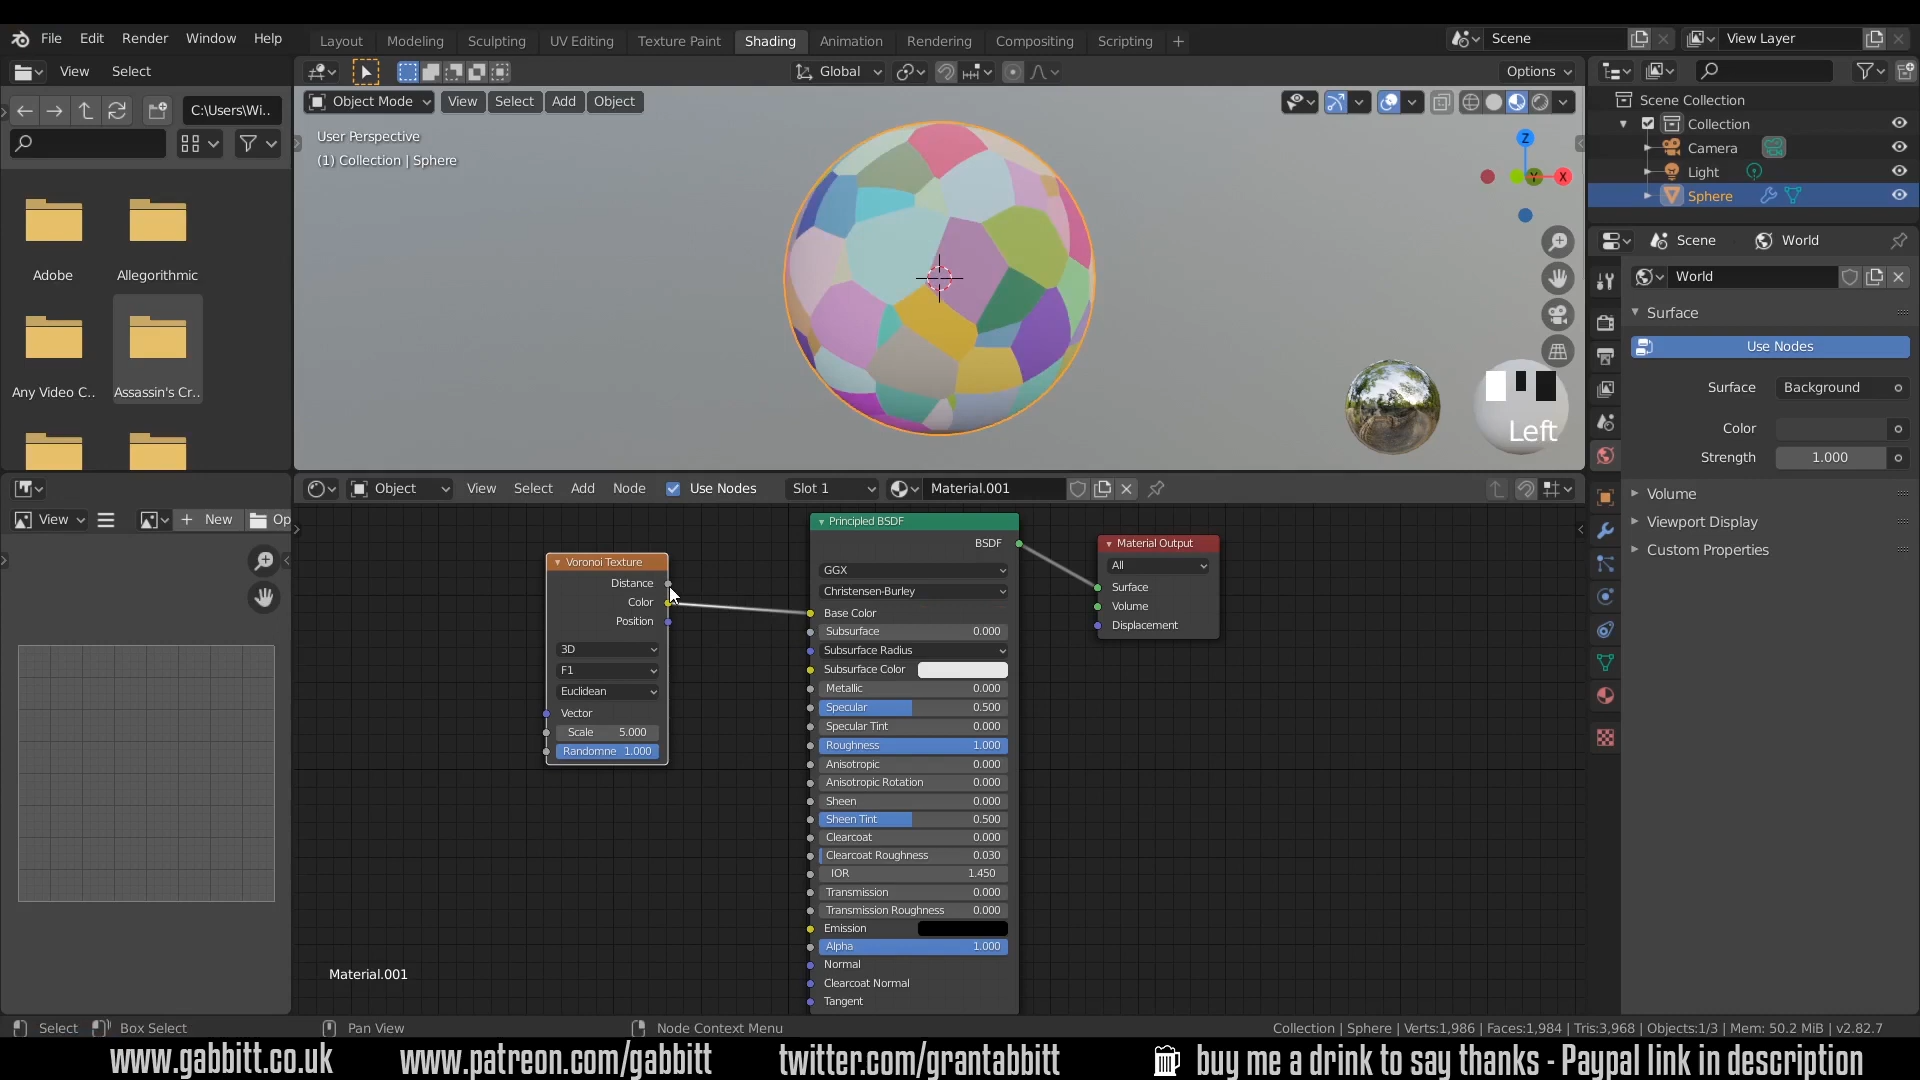 File Edit Render Window Help
Layout Modeling Sculpting UV Editing Texture Paint Shading Animation Rendering Compositing Scripting +
Scene View Layer
View Select
Global
Options
C:\Users\Wi..
Object Mode View Select Add Object
User Perspective
(1) Collection | Sphere
Z
Y
X
Scene Collection
Collection
Camera
Light
Sphere
Adobe
Allegorithmic
Any Video C..
Assassin's Cr..
Left
Scene World
World
Surface
Use Nodes
Surface Background
Color
Strength 1.000
Volume
Viewport Display
Custom Properties
View New Op
Object View Select Add Node Use Nodes Slot 1 Material.001
Voronoi Texture
Distance
Color
Position
3D
F1
Euclidean
Vector
Scale 5.000
Randomne 1.000
Principled BSDF
BSDF
GGX
Christensen-Burley
Base Color
Subsurface 0.000
Subsurface Radius
Subsurface Color
Metallic 0.000
Specular 0.500
Specular Tint 0.000
Roughness 1.000
Anisotropic 0.000
Anisotropic Rotation 0.000
Sheen 0.000
Sheen Tint 0.500
Clearcoat 0.000
Clearcoat Roughness 0.030
IOR 1.450
Transmission 0.000
Transmission Roughness 0.000
Emission
Alpha 1.000
Normal
Clearcoat Normal
Tangent
Material Output
All
Surface
Volume
Displacement
Material.001
Select Box Select Pan View Node Context Menu
Collection | Sphere | Verts:1,986 | Faces:1,984 | Tris:3,968 | Objects:1/3 | Mem: 50.2 MiB | v2.82.7
www.gabbitt.co.uk www.patreon.com/gabbitt twitter.com/grantabbitt buy me a drink to say thanks - Paypal link in description